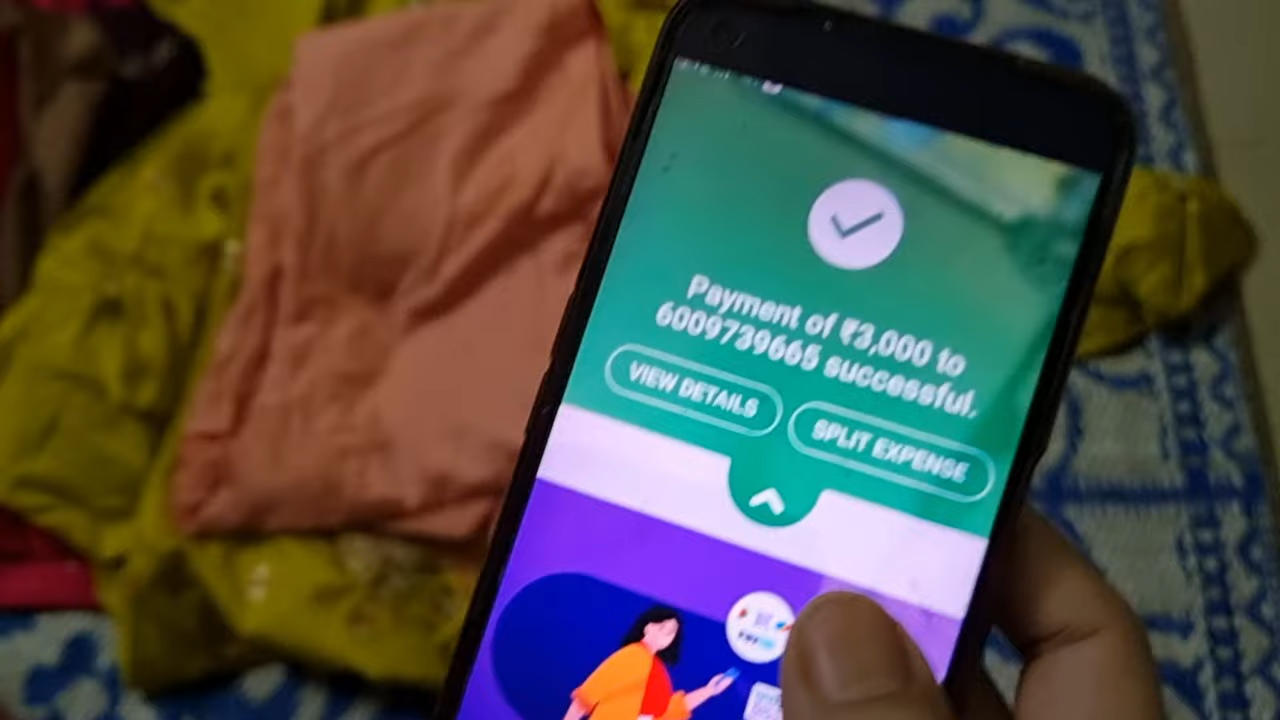 Payment of ₹3,000 to
6009739665 successful.
VIEW DETAILS
SPLIT EXPENSE